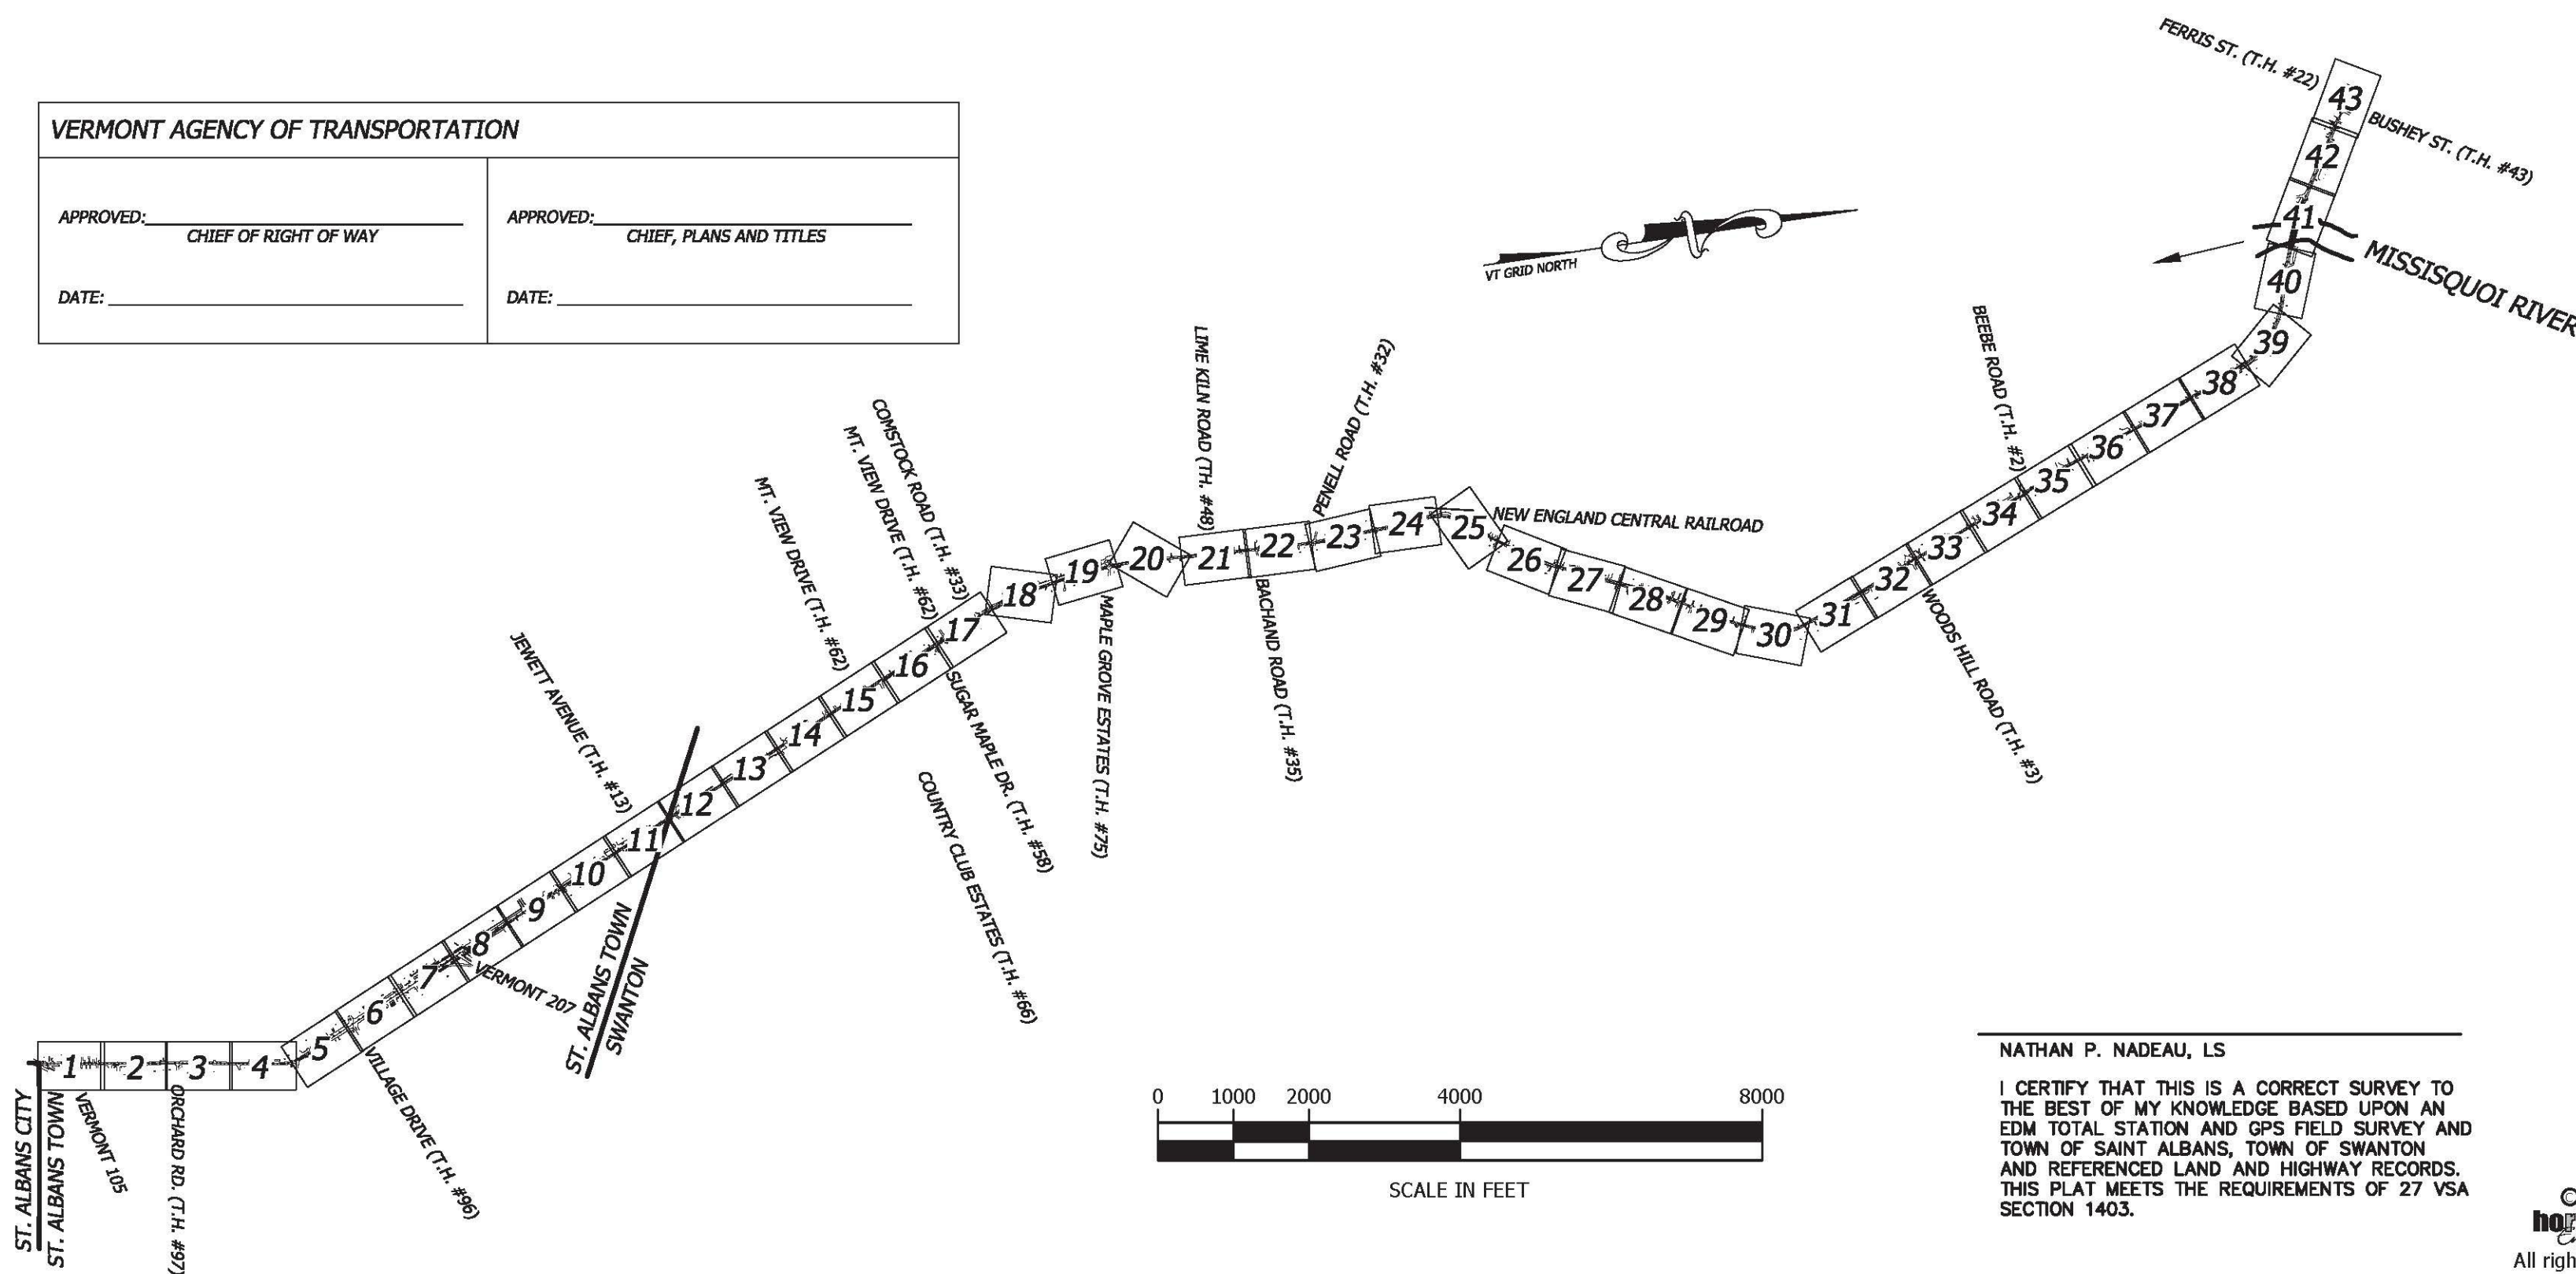 VERMONT AGENCY OF TRANSPORTATION
APPROVED:
CHIEF OF RIGHT OF WAY
DATE:
APPROVED:
CHIEF, PLANS AND TITLES
DATE:
VT GRID NORTH
FERRIS ST. (T.H. #22)
BUSHEY ST. (T.H. #43)
MISSISQUOI RIVER
BEEBE ROAD (T.H. #2)
WOODS HILL ROAD (T.H. #3)
NEW ENGLAND CENTRAL RAILROAD
PENELL ROAD (T.H. #32)
LIME KILN ROAD (TH. #48)
BACHAND ROAD (T.H. #35)
MAPLE GROVE ESTATES (T.H. #75)
COMSTOCK ROAD (T.H. #33)
MT. VIEW DRIVE (T.H. #62)
MT. VIEW DRIVE (T.H. #62)
SUGAR MAPLE DR. (T.H. #58)
COUNTRY CLUB ESTATES (T.H. #66)
JEWETT AVENUE (T.H. #13)
ST. ALBANS TOWN
SWANTON
VERMONT 207
VILLAGE DRIVE (T.H. #96)
ORCHARD RD. (T.H. #97)
VERMONT 105
ST. ALBANS CITY
ST. ALBANS TOWN
1
2
3
4
5
6
7
8
9
10
11
12
13
14
15
16
17
18
19
20
21
22
23
24
25
26
27
28
29
30
31
32
33
34
35
36
37
38
39
40
41
42
43
0 1000 2000 4000 8000
SCALE IN FEET
NATHAN P. NADEAU, LS
I CERTIFY THAT THIS IS A CORRECT SURVEY TO
THE BEST OF MY KNOWLEDGE BASED UPON AN
EDM TOTAL STATION AND GPS FIELD SURVEY AND
TOWN OF SAINT ALBANS, TOWN OF SWANTON
AND REFERENCED LAND AND HIGHWAY RECORDS.
THIS PLAT MEETS THE REQUIREMENTS OF 27 VSA
SECTION 1403.
©
All